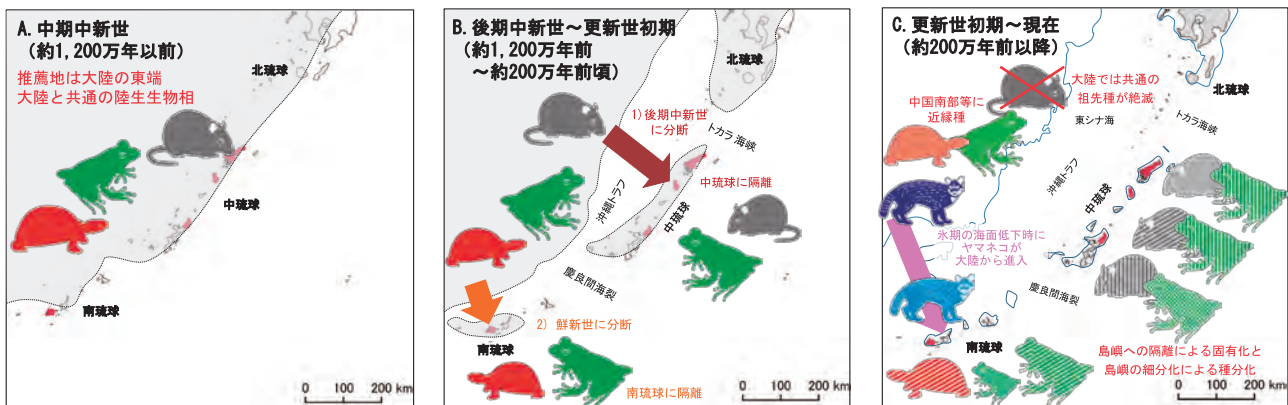 A. 中期中新世
(約1,200万年以前)
推薦地は大陸の東端
大陸と共通の陸生生物相
北琉球
中琉球
南琉球
0 100 200 km
B. 後期中新世~更新世初期
(約1,200万年前
~約200万年前頃)
北琉球
1) 後期中新世
に分断
トカラ海峡
中琉球に隔離
沖縄トラフ
中琉球
慶良間海裂
2) 鮮新世に分断
南琉球
南琉球に隔離
0 100 200 km
C. 更新世初期~現在
(約200万年前以降)
大陸では共通の
祖先種が絶滅
北琉球
中国南部等に
近縁種
東シナ海
トカラ海峡
沖縄トラフ
中琉球
氷期の海面低下時に
ヤマネコが
大陸から進入
慶良間海裂
南琉球
島嶼への隔離による固有化と
島嶼の細分化による種分化
0 100 200 km